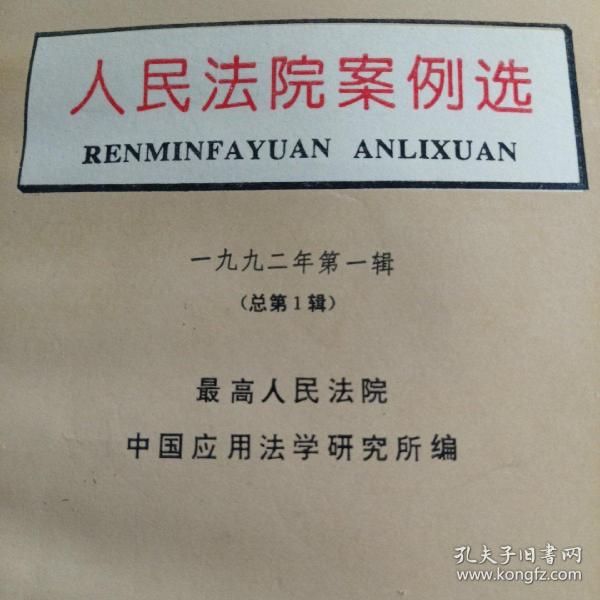 人民法院案例选
RENMINFAYUAN ANLIXUAN
一九九二年第一辑
（总第1辑）
最高人民法院
中国应用法学研究所编
孔夫子旧书网
www.kongfz.com